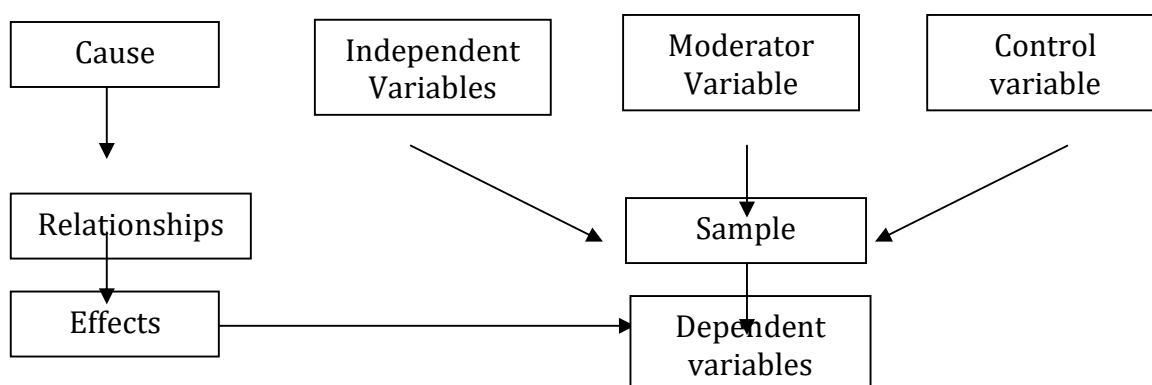 Cause
Independent
Variables
Moderator
Variable
Control
variable
Relationships
Sample
Effects
Dependent
variables